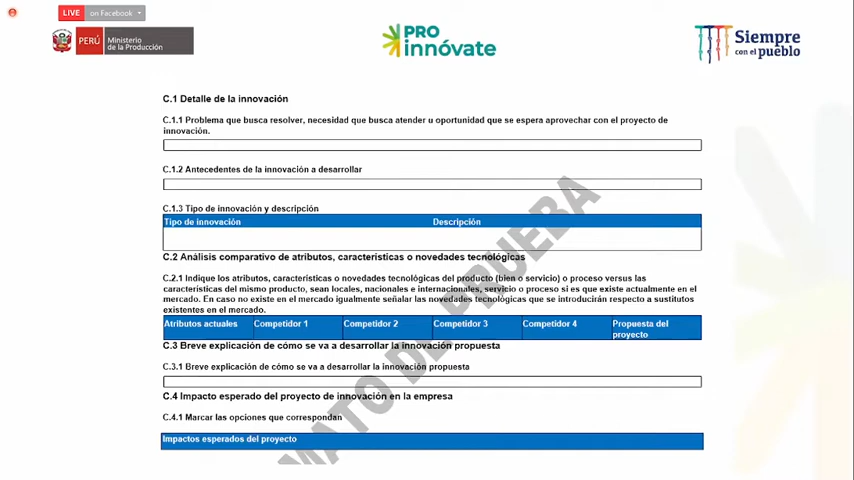 LIVE on Facebook
PERÚ Ministerio de la Producción
PRO innóvate
Siempre con el pueblo
C.1 Detalle de la innovación
C.1.1 Problema que busca resolver, necesidad que busca atender u oportunidad que se espera aprovechar con el proyecto de
innovación.
C.1.2 Antecedentes de la innovación a desarrollar
C.1.3 Tipo de innovación y descripción
Tipo de innovación Descripción
C.2 Análisis comparativo de atributos, características o novedades tecnológicas
C.2.1 Indique los atributos, características o novedades tecnológicas del producto (bien o servicio) o proceso versus las
características del mismo producto, sean locales, nacionales e internacionales, servicio o proceso si es que existe actualmente en el
mercado. En caso no existe en el mercado igualmente señalar las novedades tecnológicas que se introducirán respecto a sustitutos
existentes en el mercado.
Atributos actuales Competidor 1 Competidor 2 Competidor 3 Competidor 4 Propuesta del
proyecto
C.3 Breve explicación de cómo se va a desarrollar la innovación propuesta
C.3.1 Breve explicación de cómo se va a desarrollar la innovación propuesta
C.4 Impacto esperado del proyecto de innovación en la empresa
C.4.1 Marcar las opciones que correspondan
Impactos esperados del proyecto
MATO DE PRUEBA